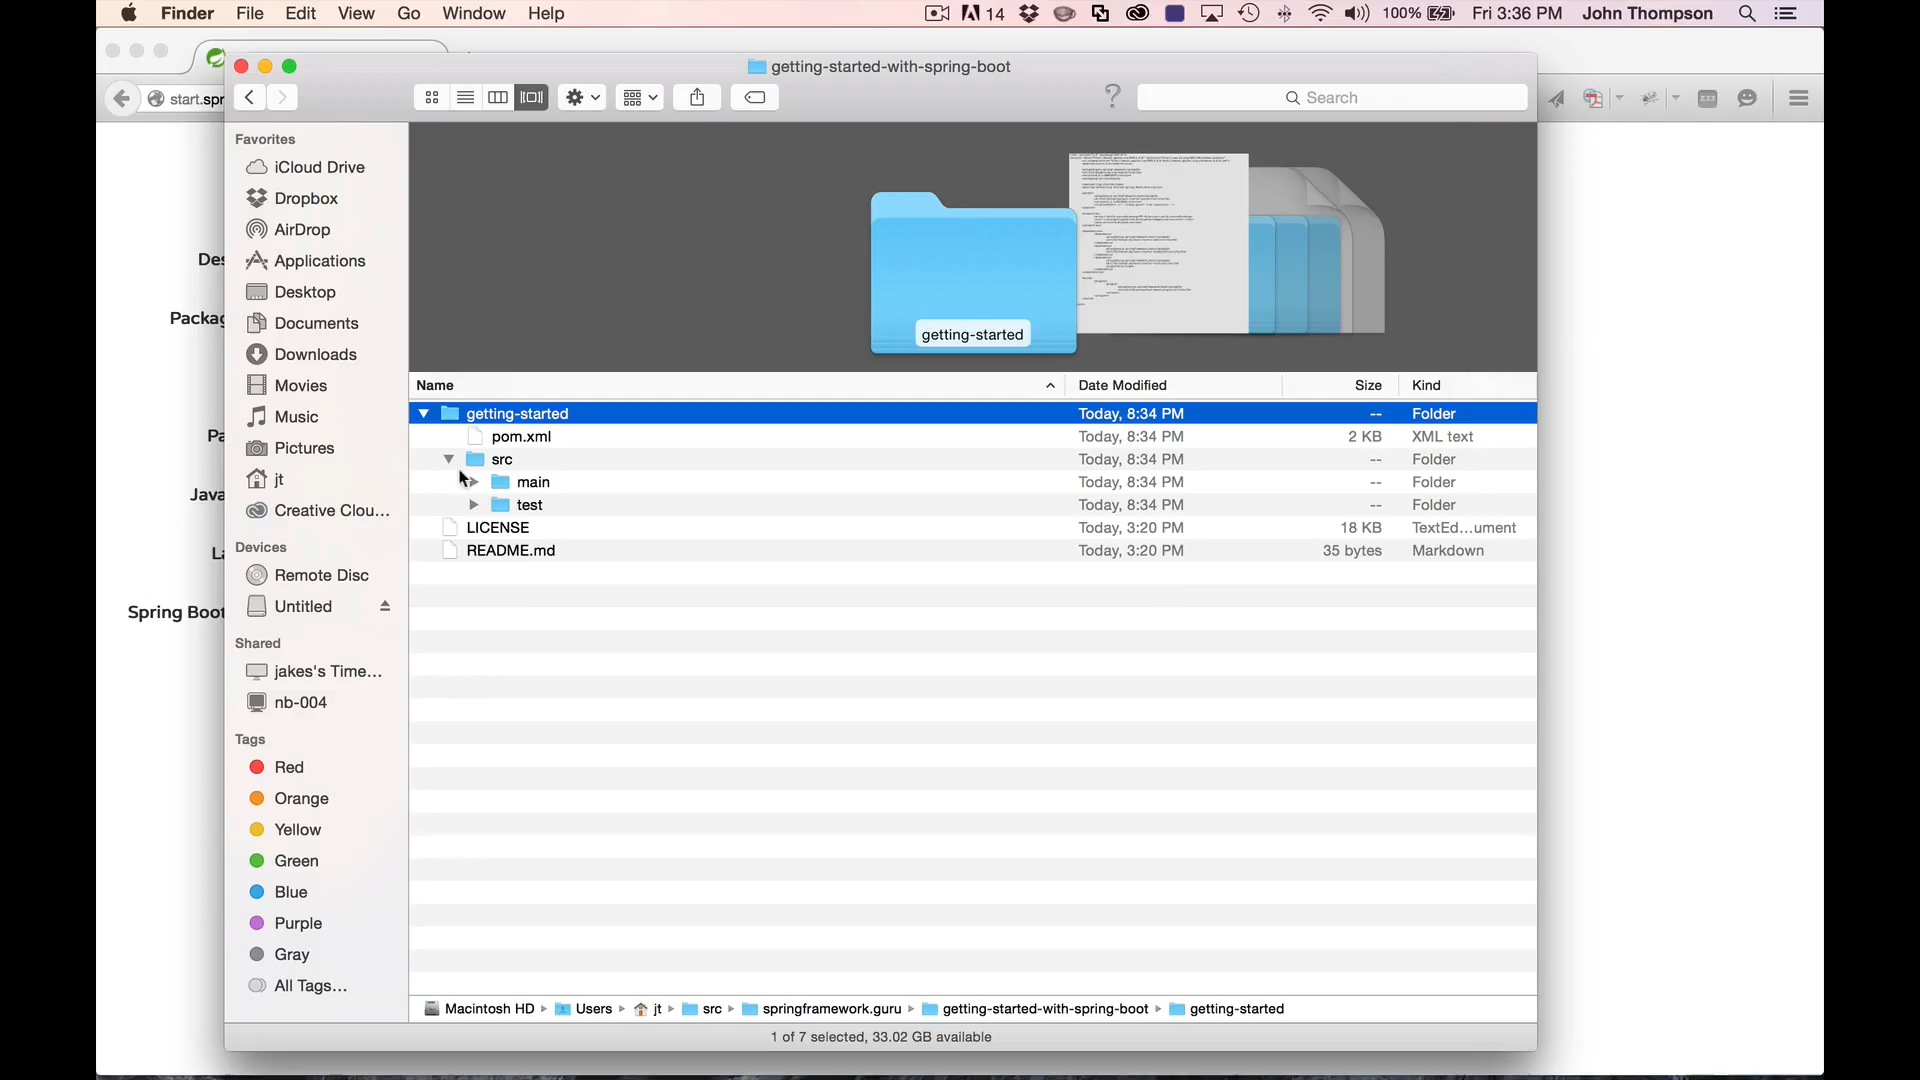 Finder File Edit View Go Window Help 14 100% Fri 3:36 PM John Thompson
getting-started-with-spring-boot
start.spr
Search
Favorites
iCloud Drive
Dropbox
AirDrop
Applications
Desktop
Documents
Downloads
Movies
Music
Pictures
jt
Creative Clou...
Devices
Remote Disc
Untitled
Shared
jakes's Time...
nb-004
Tags
Red
Orange
Yellow
Green
Blue
Purple
Gray
All Tags...
Des
Packag
Pa
Java
La
Spring Boot
getting-started
Name Date Modified Size Kind
getting-started Today, 8:34 PM -- Folder
pom.xml Today, 8:34 PM 2 KB XML text
src Today, 8:34 PM -- Folder
main Today, 8:34 PM -- Folder
test Today, 8:34 PM -- Folder
LICENSE Today, 3:20 PM 18 KB TextEd...ument
README.md Today, 3:20 PM 35 bytes Markdown
Macintosh HD Users jt src springframework.guru getting-started-with-spring-boot getting-started
1 of 7 selected, 33.02 GB available